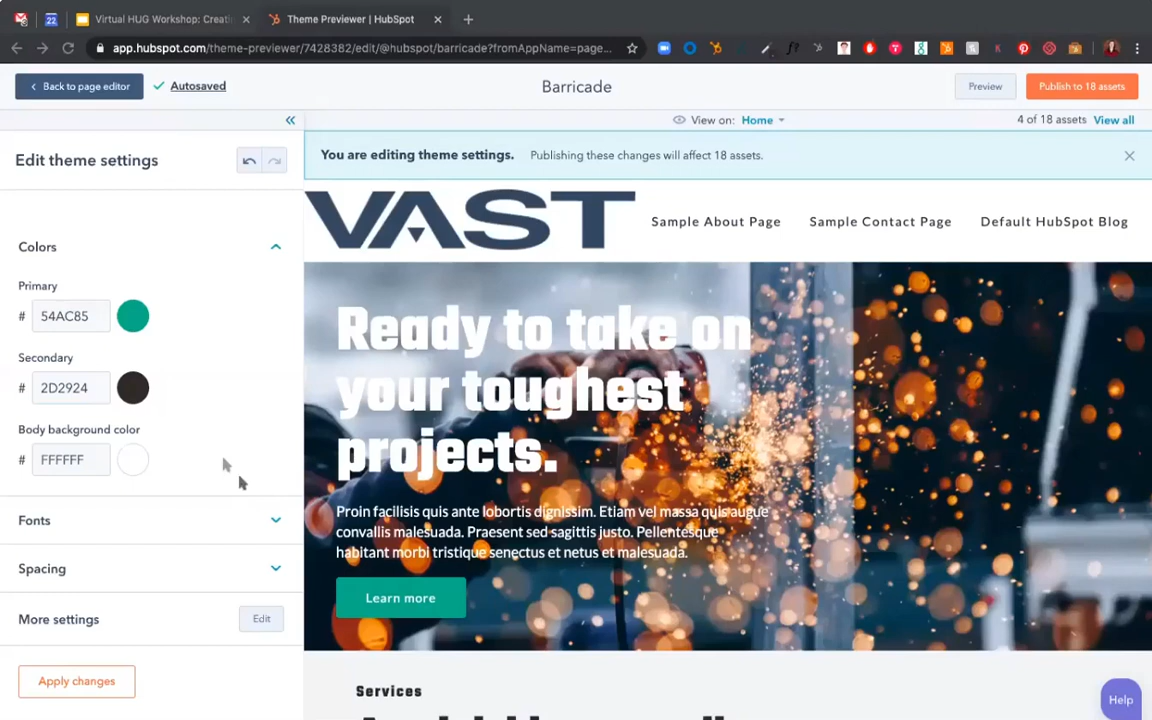 22
Virtual HUG Workshop: Creati
Theme Previewer | HubSpot
app.hubspot.com/theme-previewer/7428382/edit/@hubspot/barricade?fromAppName=page...
Back to page editor
Autosaved
Barricade
Preview
Publish to 18 assets
View on: Home
4 of 18 assets View all
Edit theme settings
You are editing theme settings. Publishing these changes will affect 18 assets.
VAST
Sample About Page
Sample Contact Page
Default HubSpot Blog
Colors
Primary
# 54AC85
Secondary
# 2D2924
Body background color
# FFFFFF
Fonts
Spacing
More settings
Edit
Apply changes
Ready to take on
your toughest
projects.
Proin facilisis quis ante lobortis dignissim. Etiam vel massa quis augue
convallis malesuada. Praesent sed sagittis justo. Pellentesque
habitant morbi tristique senectus et netus et malesuada.
Learn more
Services
Help